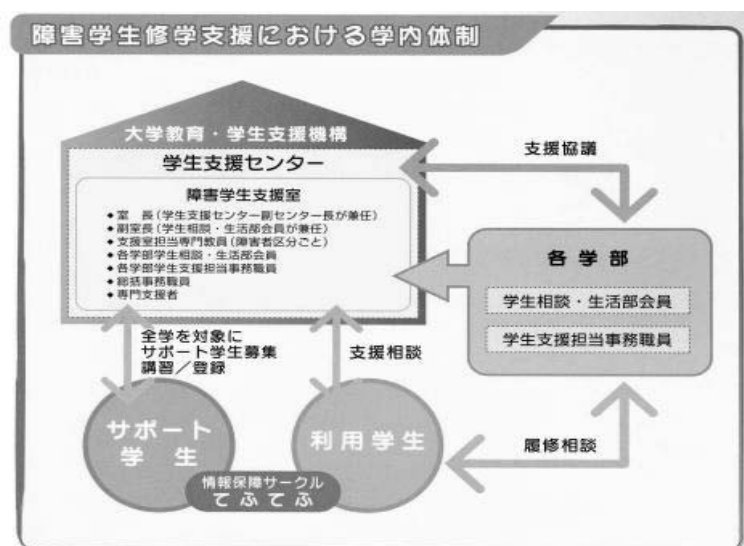 障害学生修学支援における学内体制
大学教育・学生支援機構
学生支援センター
障害学生支援室
◆室　長(学生支援センター副センター長が兼任)
◆副室長(学生相談・生活部会員が兼任)
◆支援室担当専門教員(障害者区分ごと)
◆各学部学生相談・生活部会員
◆各学部学生支援担当事務職員
◆総括事務職員
◆専門支援者
支援協議
各学部
学生相談・生活部会員
学生支援担当事務職員
全学を対象に
サポート学生募集
講習／登録
支援相談
サポート
学　生
利用学生
履修相談
情報保障サークル
てふてふ